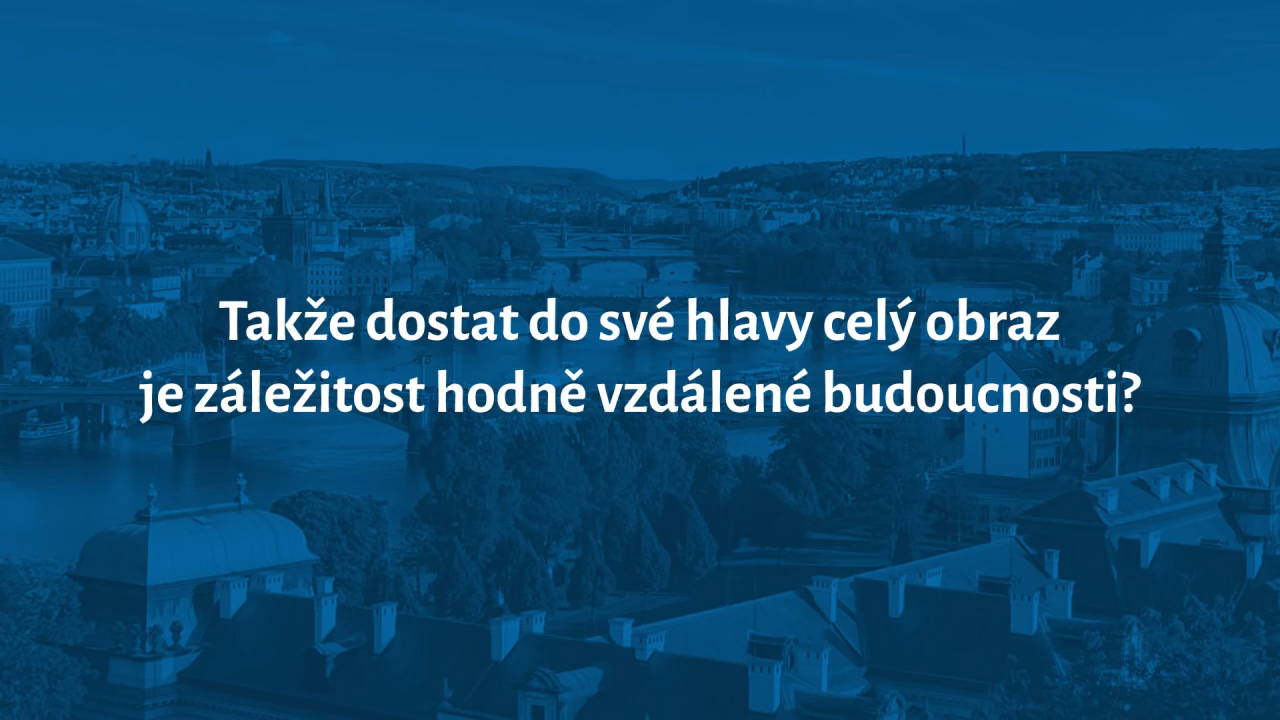 Takže dostat do své hlavy celý obraz
je záležitost hodně vzdálené budoucnosti?